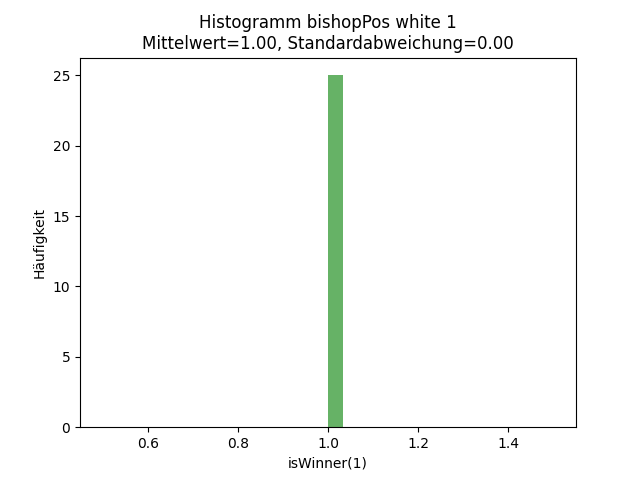 Histogramm bishopPos white 1
Mittelwert=1.00, Standardabweichung=0.00
25
20
15
10
5
0
Häufigkeit
0.6 0.8 1.0 1.2 1.4
isWinner(1)